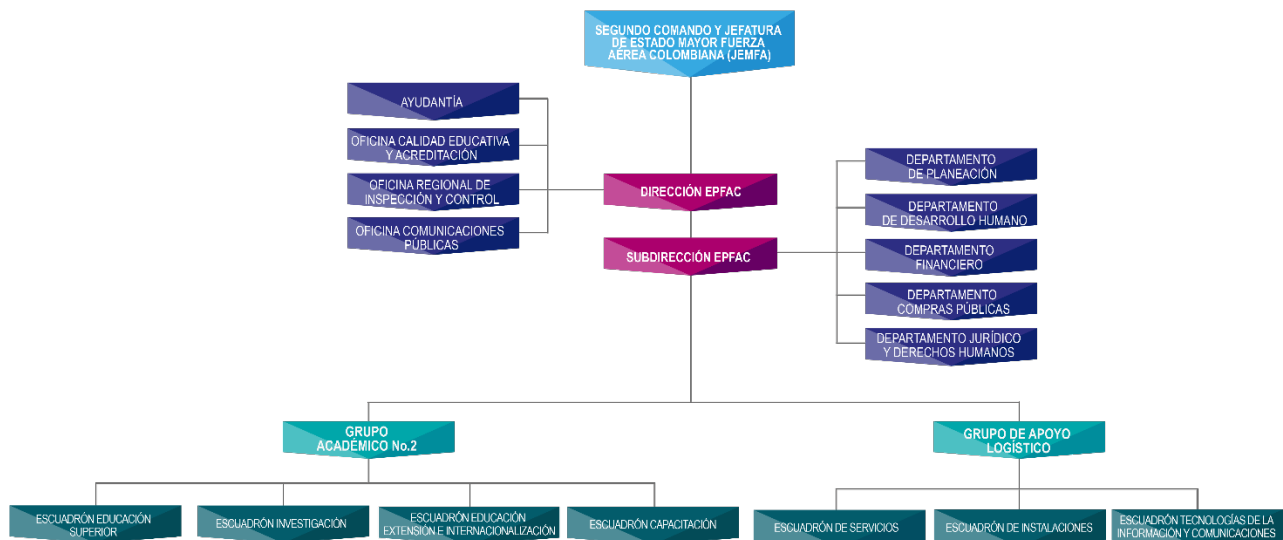 SEGUNDO COMANDO Y JEFATURA
DE ESTADO MAYOR FUERZA
AÉREA COLOMBIANA (JEMFA)
AYUDANTÍA
OFICINA CALIDAD EDUCATIVA
Y ACREDITACIÓN
OFICINA REGIONAL DE
INSPECCIÓN Y CONTROL
OFICINA COMUNICACIONES
PÚBLICAS
DIRECCIÓN EPFAC
SUBDIRECCIÓN EPFAC
DEPARTAMENTO
DE PLANEACIÓN
DEPARTAMENTO
DE DESARROLLO HUMANO
DEPARTAMENTO
FINANCIERO
DEPARTAMENTO
COMPRAS PÚBLICAS
DEPARTAMENTO JURÍDICO
Y DERECHOS HUMANOS
GRUPO
ACADÉMICO No.2
GRUPO DE APOYO
LOGÍSTICO
ESCUADRÓN EDUCACIÓN
SUPERIOR
ESCUADRÓN INVESTIGACIÓN
ESCUADRÓN EDUCACIÓN
EXTENSIÓN E INTERNACIONALIZACIÓN
ESCUADRÓN CAPACITACIÓN
ESCUADRÓN DE SERVICIOS
ESCUADRÓN DE INSTALACIONES
ESCUADRÓN TECNOLOGÍAS DE LA
INFORMACIÓN Y COMUNICACIONES